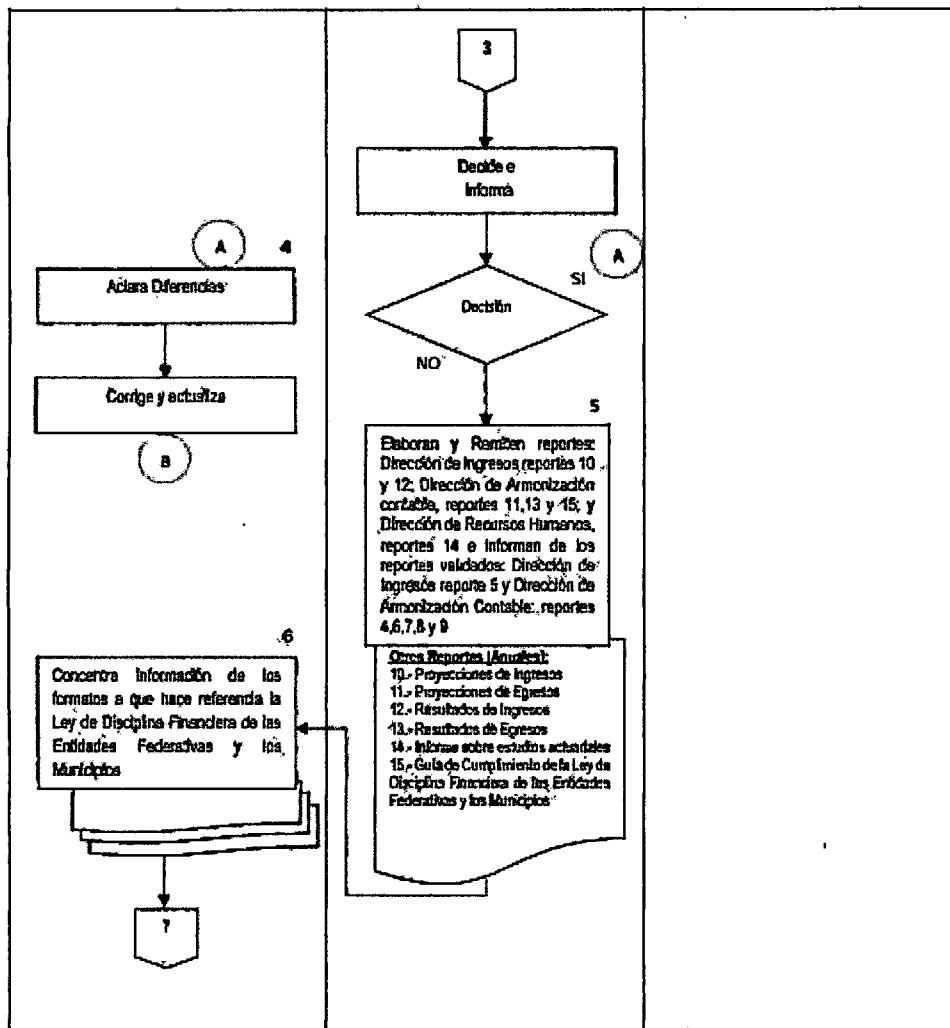 3
Decide e
Informa
A
4
Aclara Diferencias
Corrige y actualiza
B
A
SI
Decisión
NO
5
Elaboran y Remiten reportes:
Dirección de Ingresos reportes 10
y 12; Dirección de Armonización
contable, reportes 11,13 y 15; y
Dirección de Recursos Humanos,
reportes 14 e informan de los
reportes validados: Dirección de
Ingresos reporte 5 y Dirección de
Armonización Contable: reportes
4,6,7,8 y 9
Otros Reportes (Anuales):
10.- Proyecciones de Ingresos
11.- Proyecciones de Egresos
12.- Resultados de Ingresos
13.- Resultados de Egresos
14.- Informe sobre estudios actuariales
15.- Guía de Cumplimiento de la Ley de
Disciplina Financiera de las Entidades
Federativas y los Municipios
6
Concentra información de los
formatos a que hace referencia la
Ley de Disciplina Financiera de las
Entidades Federativas y los
Municipios
7